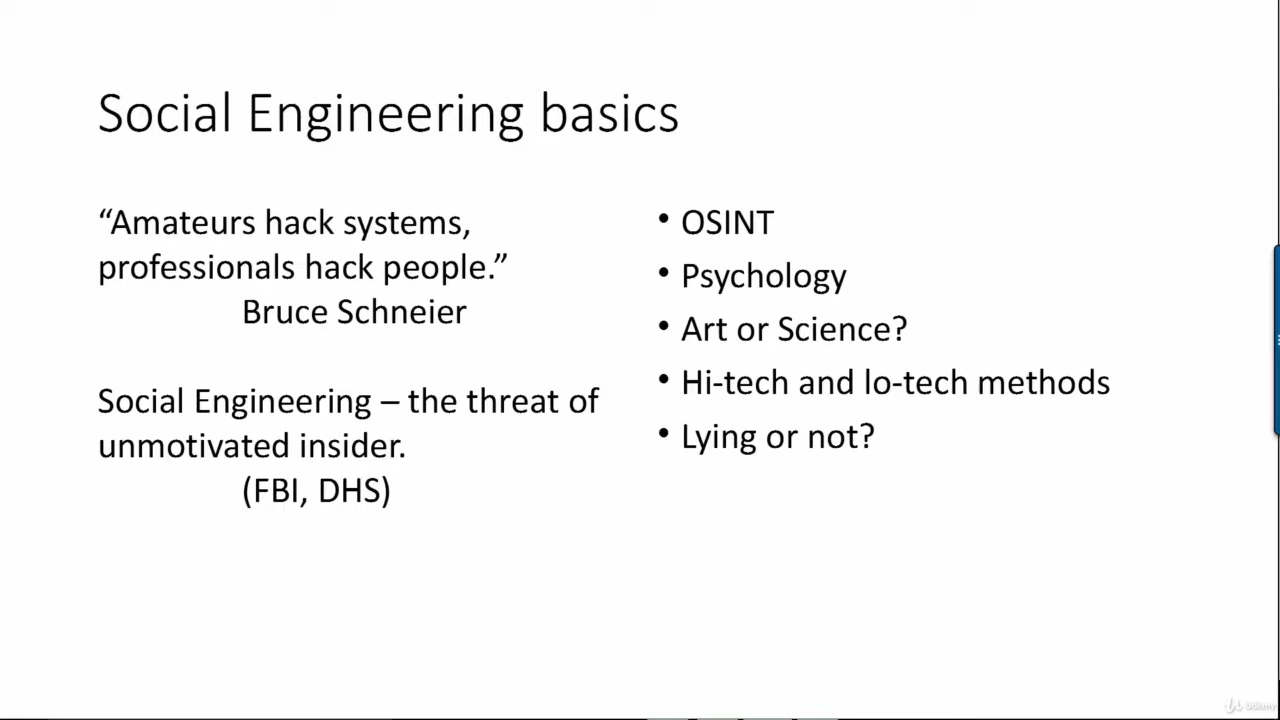 Social Engineering basics
“Amateurs hack systems,
professionals hack people.”
Bruce Schneier
Social Engineering – the threat of
unmotivated insider.
(FBI, DHS)
• OSINT
• Psychology
• Art or Science?
• Hi-tech and lo-tech methods
• Lying or not?
Udemy